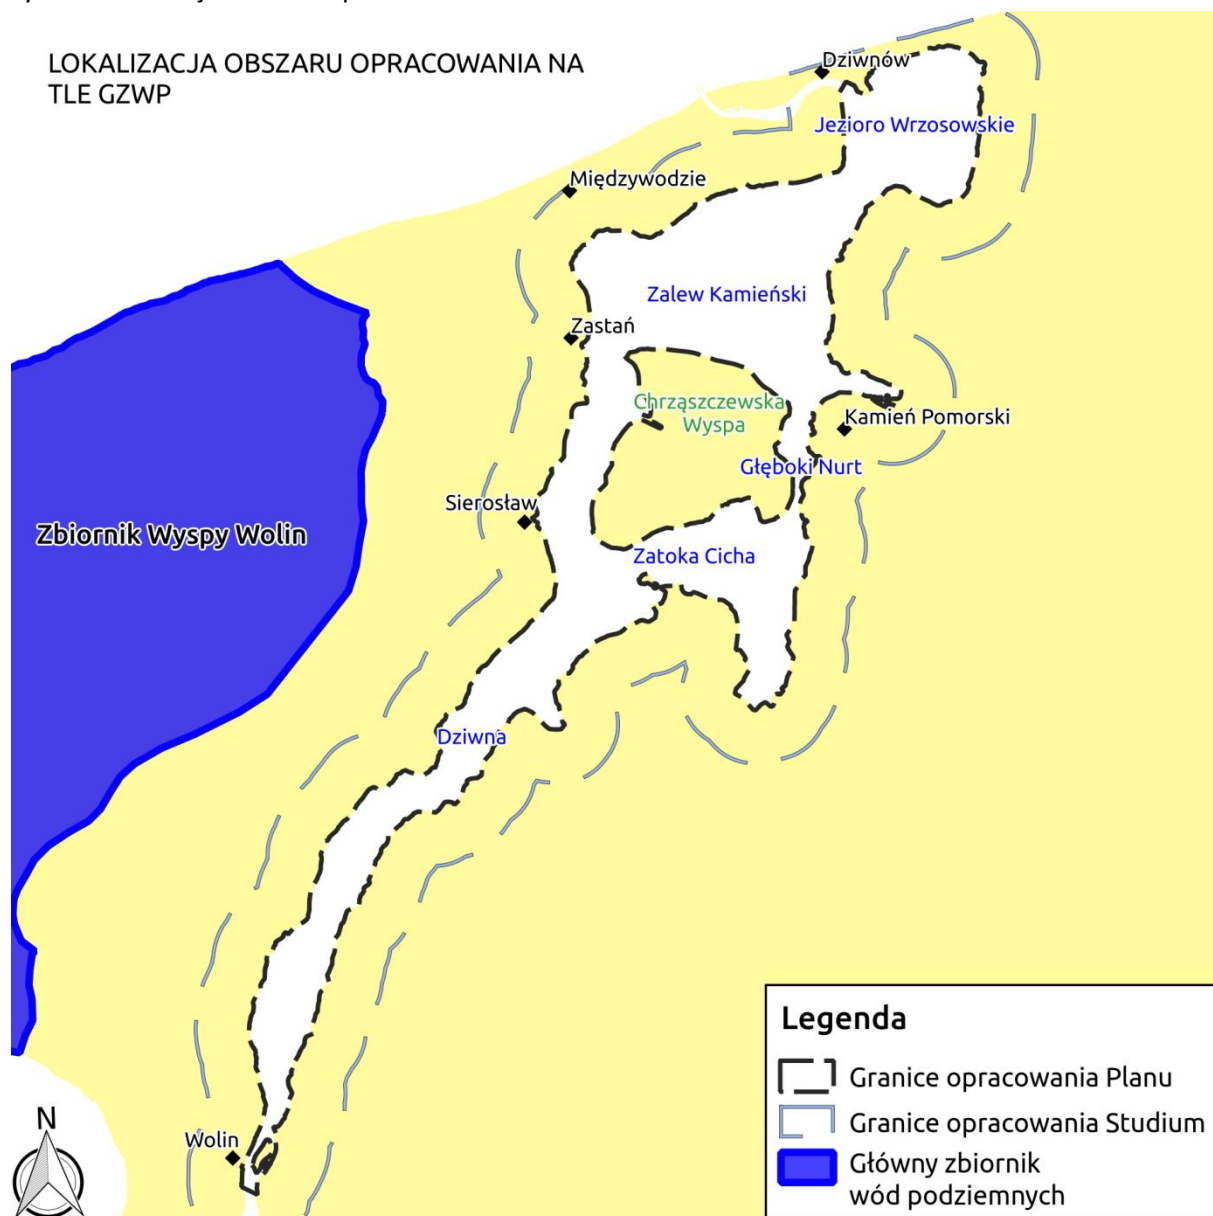 LOKALIZACJA OBSZARU OPRACOWANIA NA
TLE GZWP
Dziwnów
Jezioro Wrzosowskie
Międzywodzie
Zalew Kamieński
Zastań
Chrząszczewska
Wyspa
Kamień Pomorski
Głęboki Nurt
Sierosław
Zbiornik Wyspy Wolin
Zatoka Cicha
Dziwna
Wolin
N
Legenda
Granice opracowania Planu
Granice opracowania Studium
Główny zbiornik
wód podziemnych